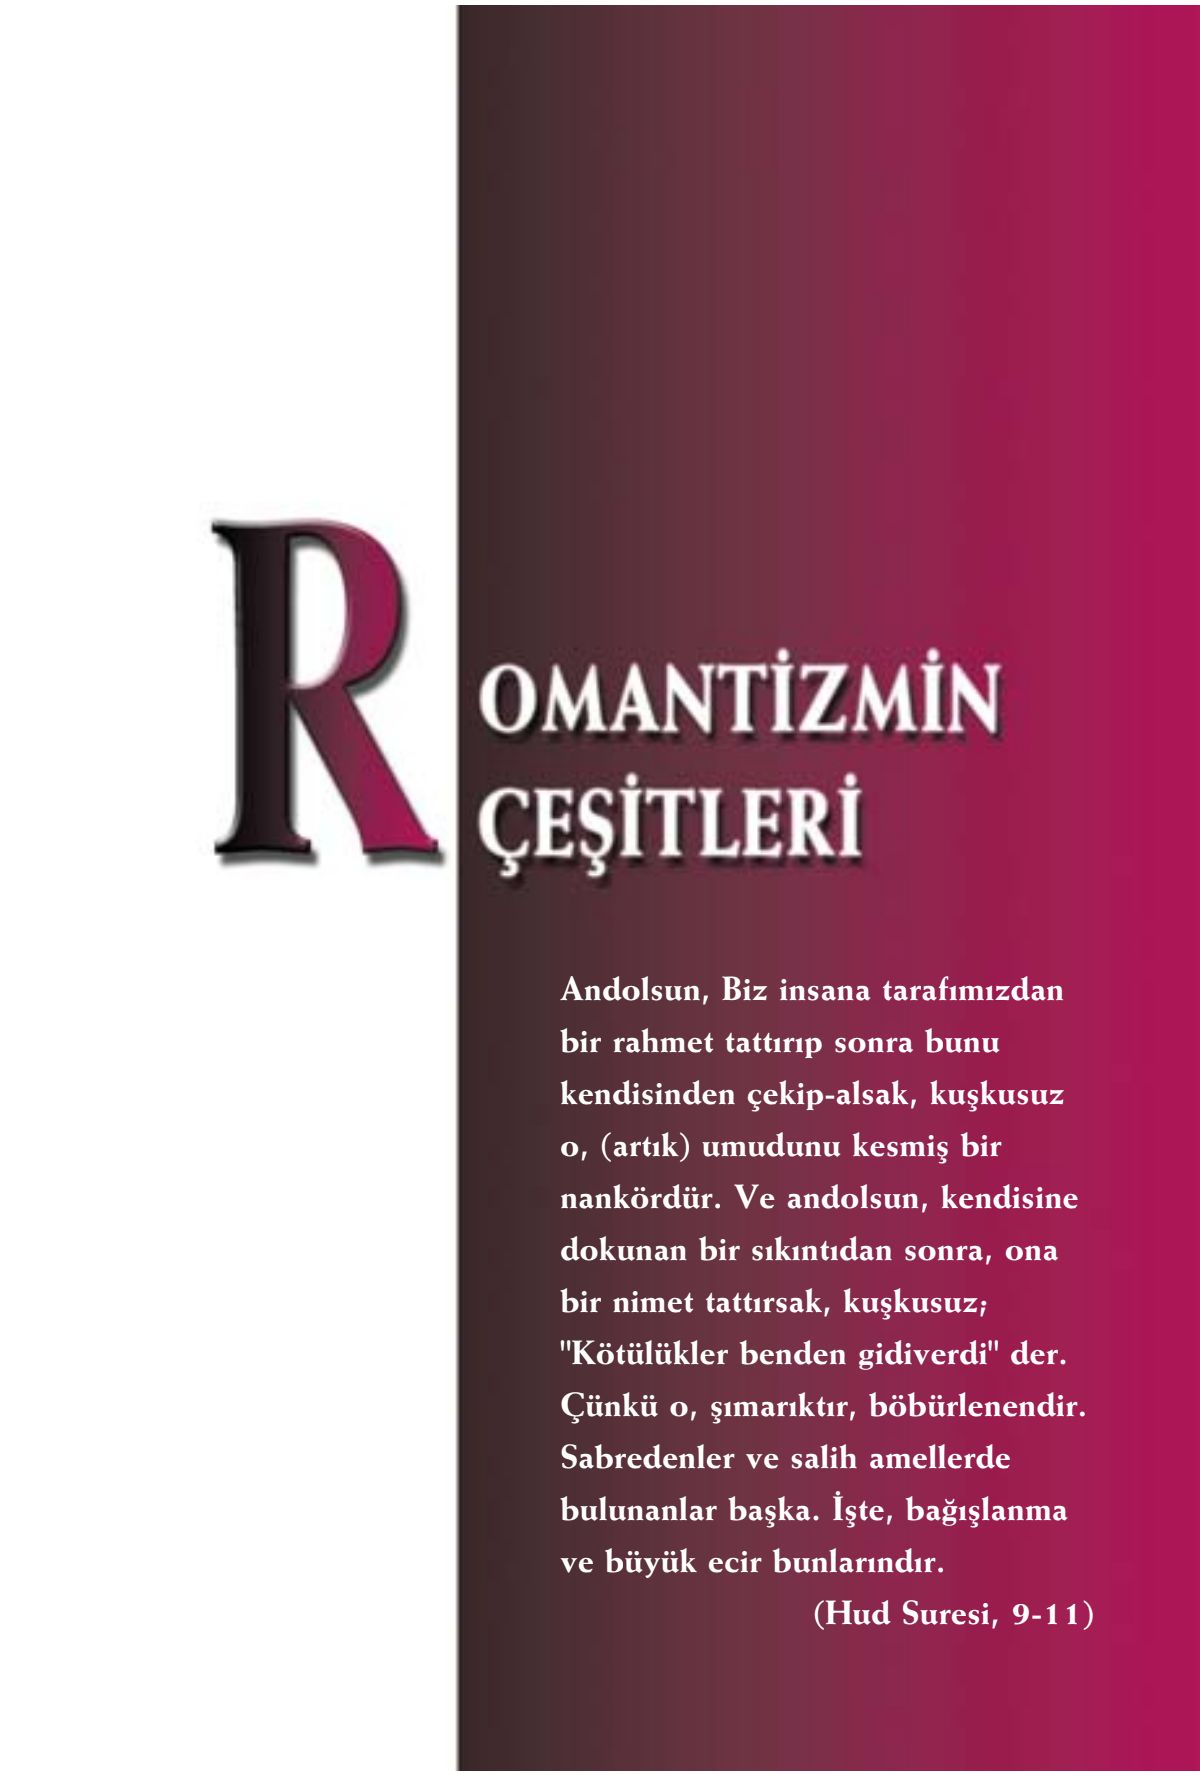 ROMANTİZMİN
ÇEŞİTLERİ
Andolsun, Biz insana tarafımızdan
bir rahmet tattırıp sonra bunu
kendisinden çekip-alsak, kuşkusuz
o, (artık) umudunu kesmiş bir
nankördür. Ve andolsun, kendisine
dokunan bir sıkıntıdan sonra, ona
bir nimet tattırsak, kuşkusuz;
"Kötülükler benden gidiverdi" der.
Çünkü o, şımarıktır, böbürlenendir.
Sabredenler ve salih amellerde
bulunanlar başka. İşte, bağışlanma
ve büyük ecir bunlarındır.
(Hud Suresi, 9-11)